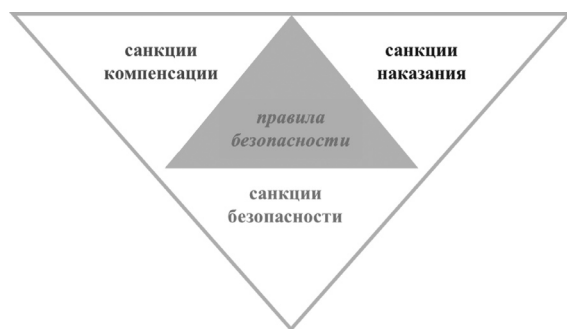 санкции
компенсации
санкции
наказания
правила
безопасности
санкции
безопасности